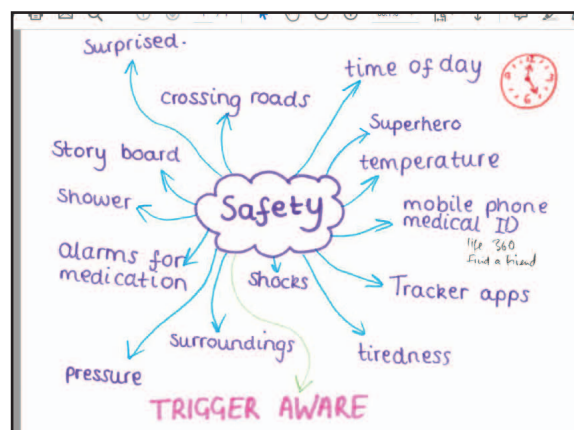 surprised.
time of day
crossing roads
Superhero
Story board
temperature
Shower
Safety
mobile phone
medical ID
life 360
find a friend
alarms for
medication
Shocks
Tracker apps
surroundings
tiredness
pressure
TRIGGER AWARE